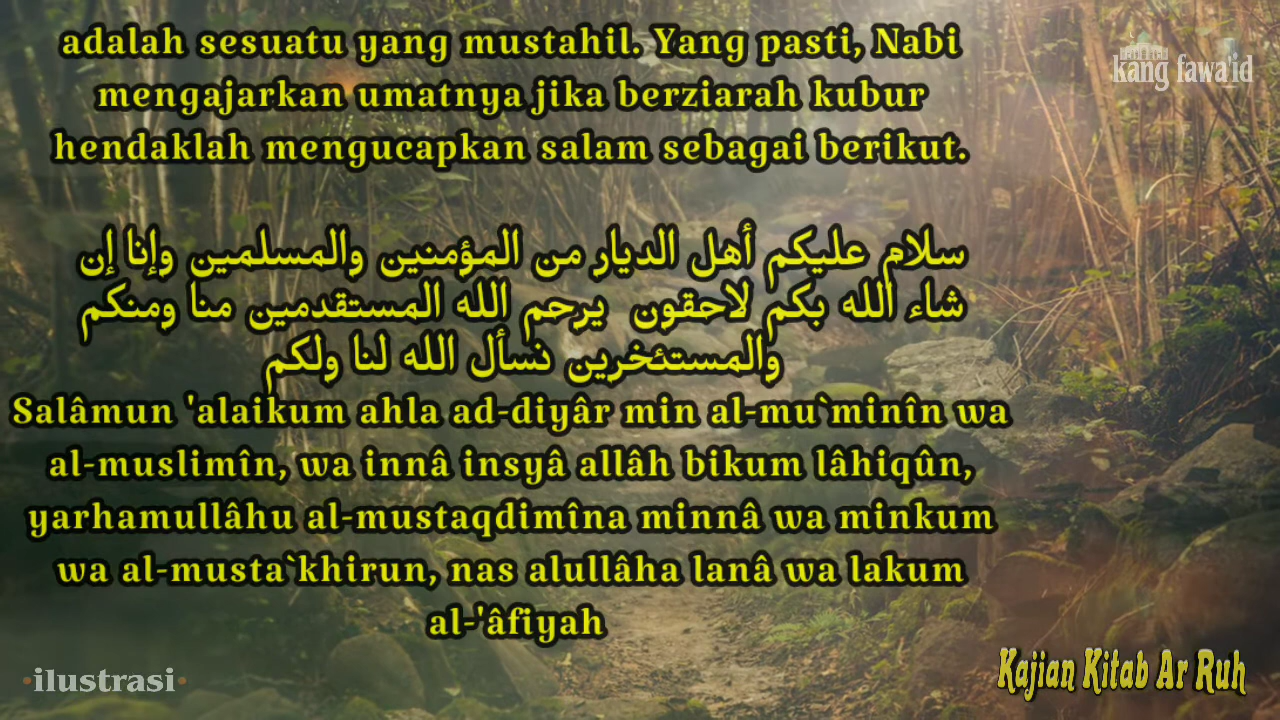 adalah sesuatu yang mustahil. Yang pasti, Nabi
mengajarkan umatnya jika berziarah kubur
hendaklah mengucapkan salam sebagai berikut.
سلام عليكم أهل الديار من المؤمنين والمسلمين وإنا إن
شاء الله بكم لاحقون يرحم الله المستقدمين منا ومنكم
والمستئخرين نسأل الله لنا ولكم
Salâmun 'alaikum ahla ad-diyâr min al-mu`minîn wa
al-muslimîn, wa innâ insyâ allâh bikum lâhiqûn,
yarhamullâhu al-mustaqdimîna minnâ wa minkum
wa al-musta`khirun, nas alullâha lanâ wa lakum
al-'âfiyah
kang fawa'id
•ilustrasi•
Kajian Kitab Ar Ruh